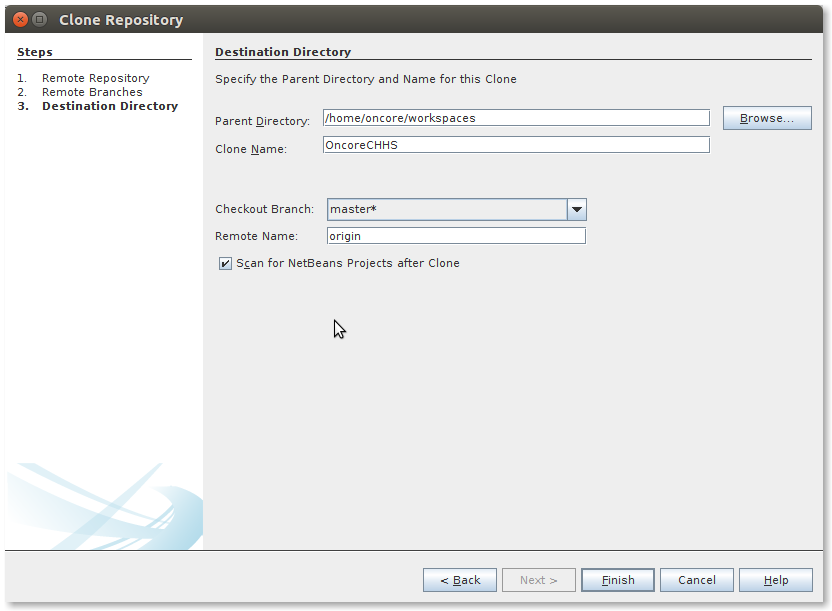 Clone Repository
Steps
1. Remote Repository
2. Remote Branches
3. Destination Directory
Destination Directory
Specify the Parent Directory and Name for this Clone
Parent Directory: /home/oncore/workspaces Browse...
Clone Name: OncoreCHHS
Checkout Branch: master*
Remote Name: origin
Scan for NetBeans Projects after Clone
< Back Next > Finish Cancel Help